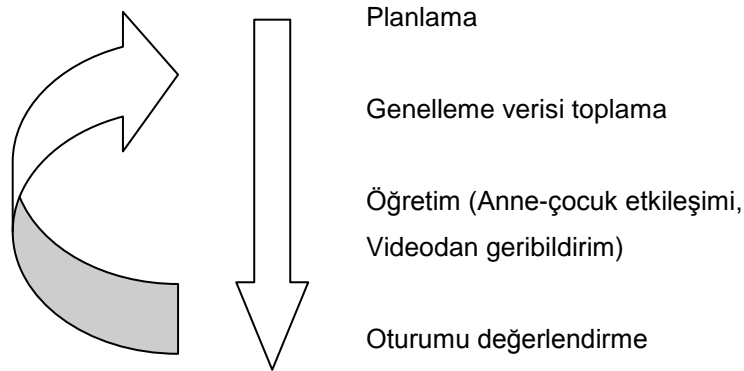 Planlama
Genelleme verisi toplama
Öğretim (Anne-çocuk etkileşimi,
Videodan geribildirim)
Oturumu değerlendirme